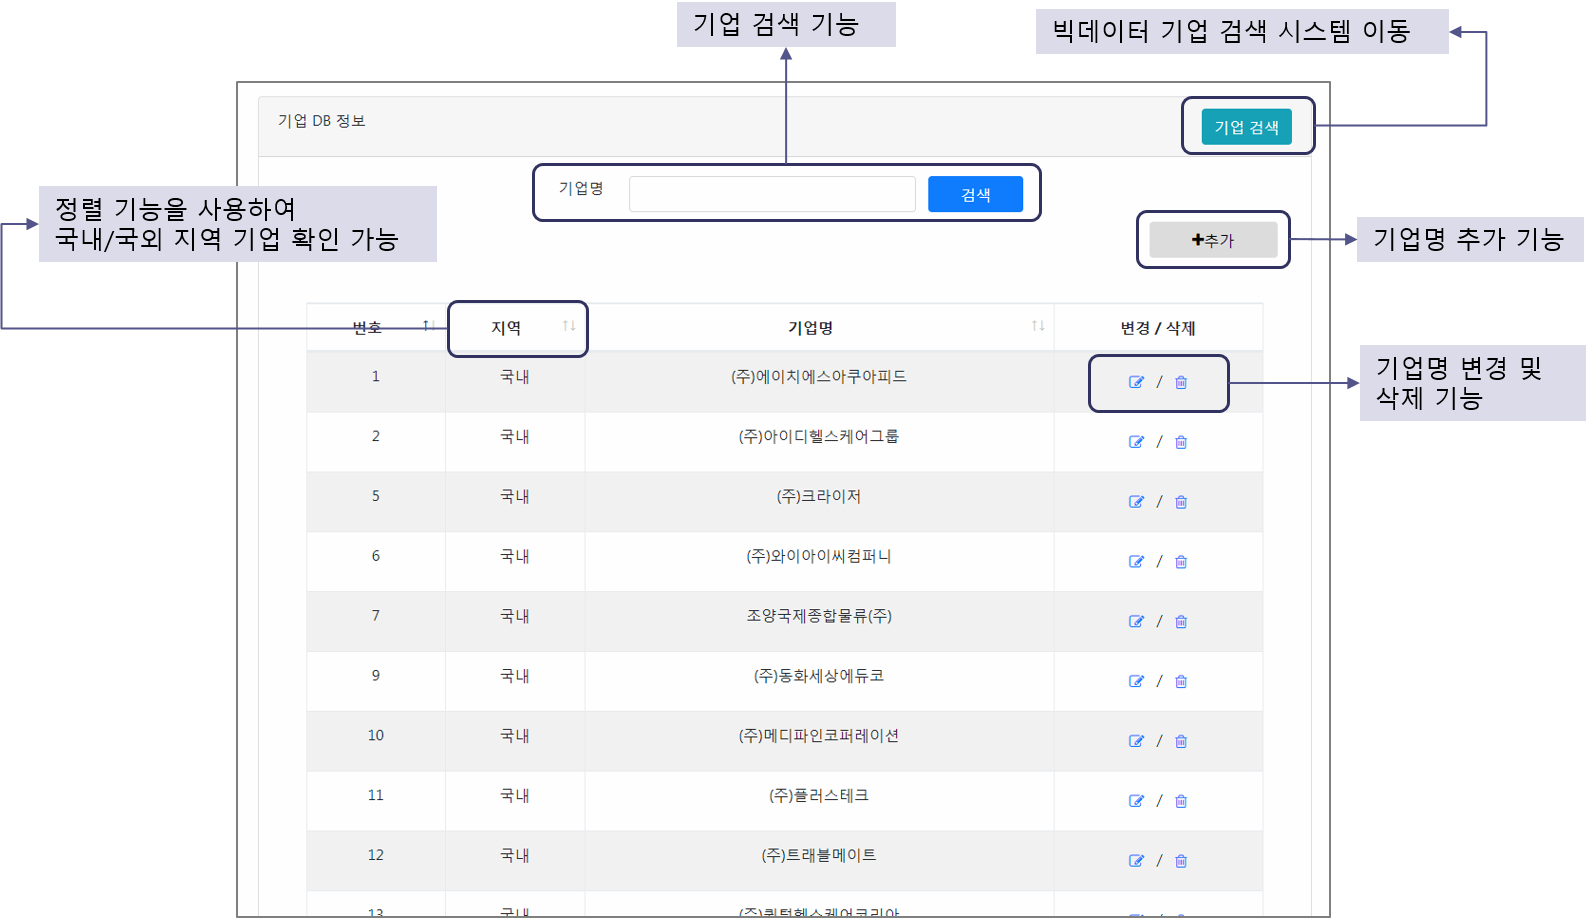 기업 검색 기능
빅데이터 기업 검색 시스템 이동
기업 DB 정보
기업 검색
기업명
검색
정렬 기능을 사용하여
국내/국외 지역 기업 확인 가능
추가
기업명 추가 기능
번호 지역 기업명 변경 / 삭제
1 국내 (주)에이치에스아쿠아피드 /
기업명 변경 및
삭제 기능
2 국내 (주)아이디헬스케어그룹 /
5 국내 (주)크라이저 /
6 국내 (주)와이아이씨컴퍼니 /
7 국내 조양국제종합물류(주) /
9 국내 (주)동화세상에듀코 /
10 국내 (주)메디파인코퍼레이션 /
11 국내 (주)플러스테크 /
12 국내 (주)트래블메이트 /
13 국내